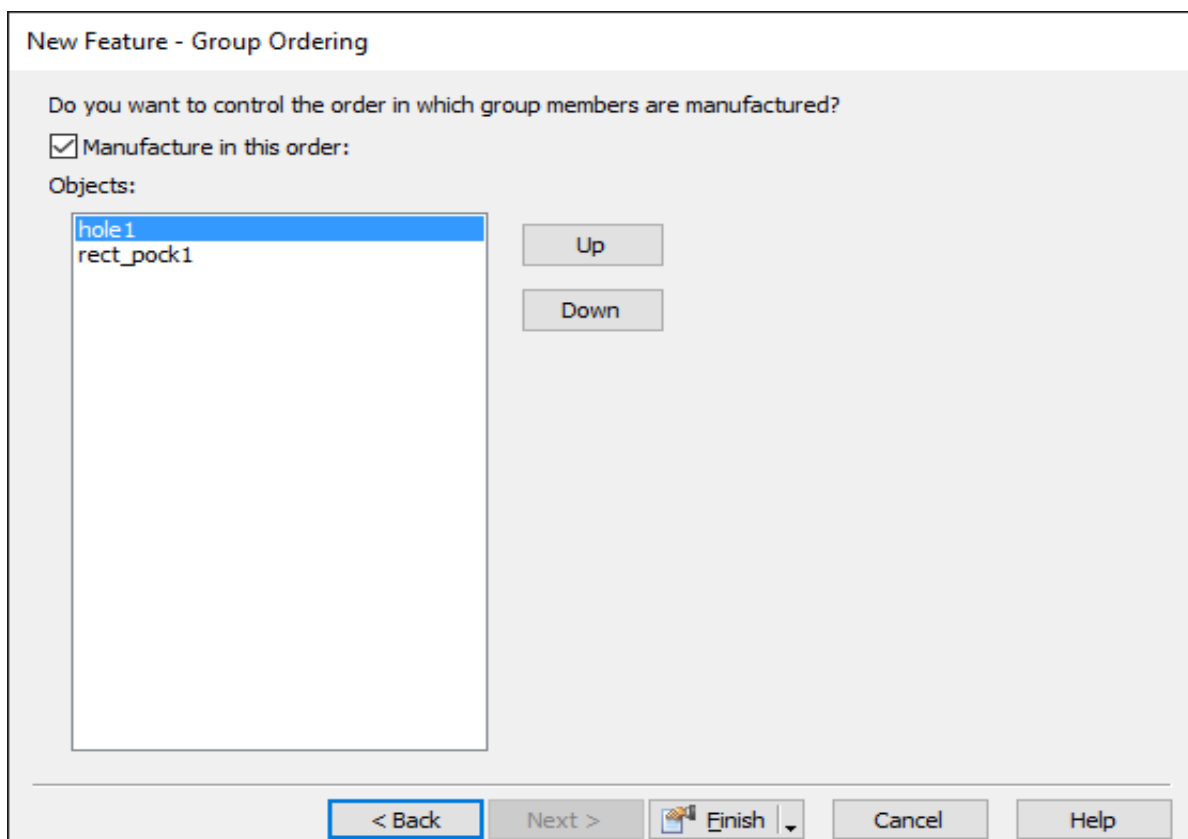 New Feature - Group Ordering
Do you want to control the order in which group members are manufactured?
Manufacture in this order:
Objects:
hole1
rect_pock1
Up
Down
< Back Next > Finish Cancel Help